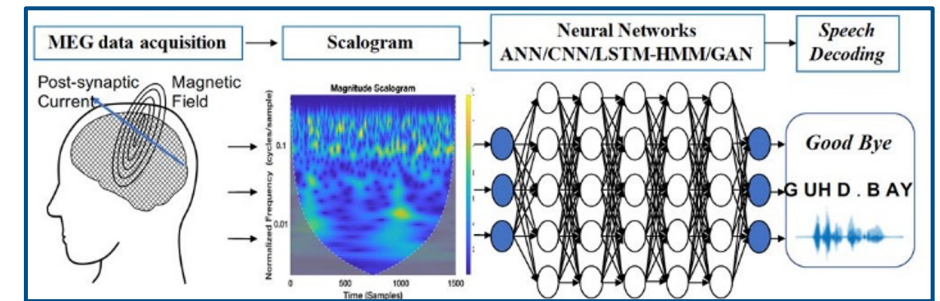 MEG data acquisition
Scalogram
Neural Networks
ANN/CNN/LSTM-HMM/GAN
Speech
Decoding
Post-synaptic
Current
Magnetic
Field
Magnitude Scalogram
Normalized Frequency (cycles/sample)
0.1
0.01
0
500
1000
1500
Time (Samples)
Good Bye
G UH D . B AY